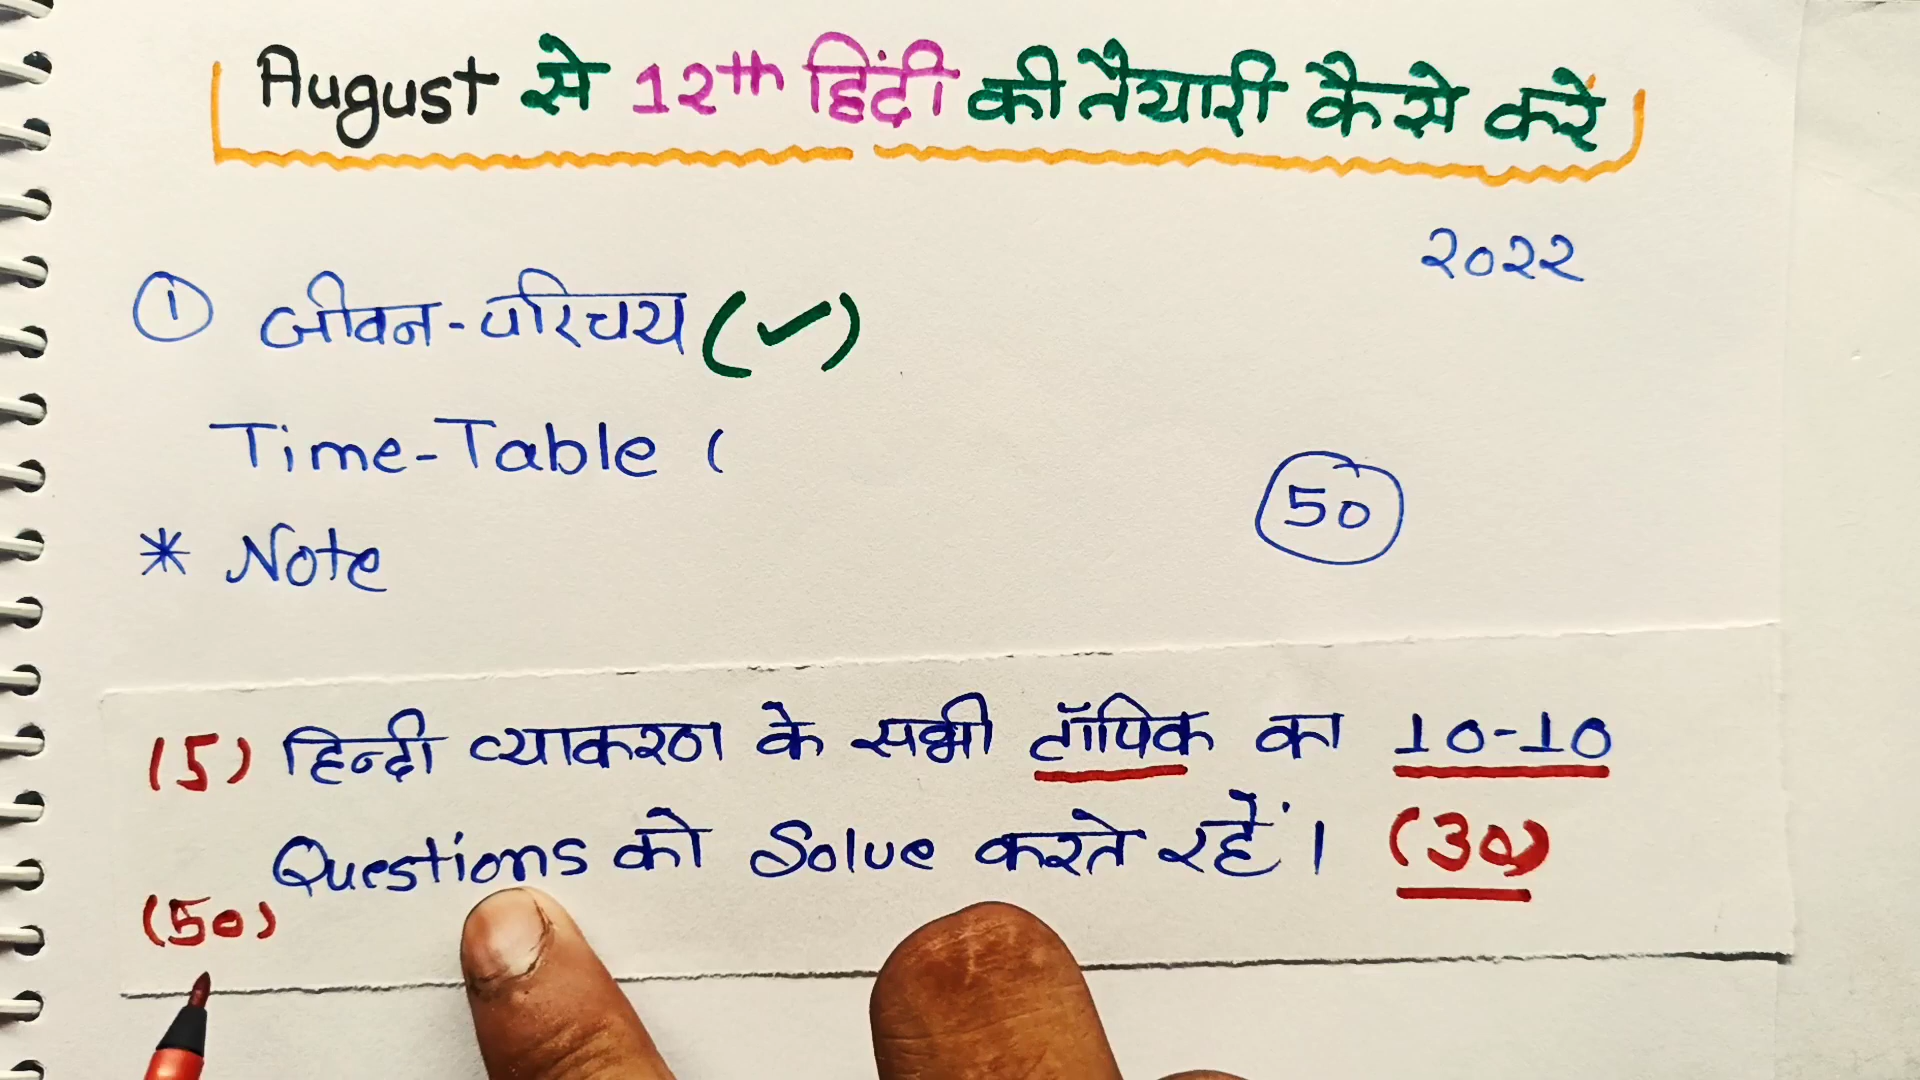 August से 12th हिंदी की तैयारी कैसे करें
२०२२
① जीवन-परिचय (✓)
Time-Table (
50
* Note
(5) हिन्दी व्याकरण के सभी टॉपिक का 10-10
Questions को Solve करते रहें। (30)
(50)